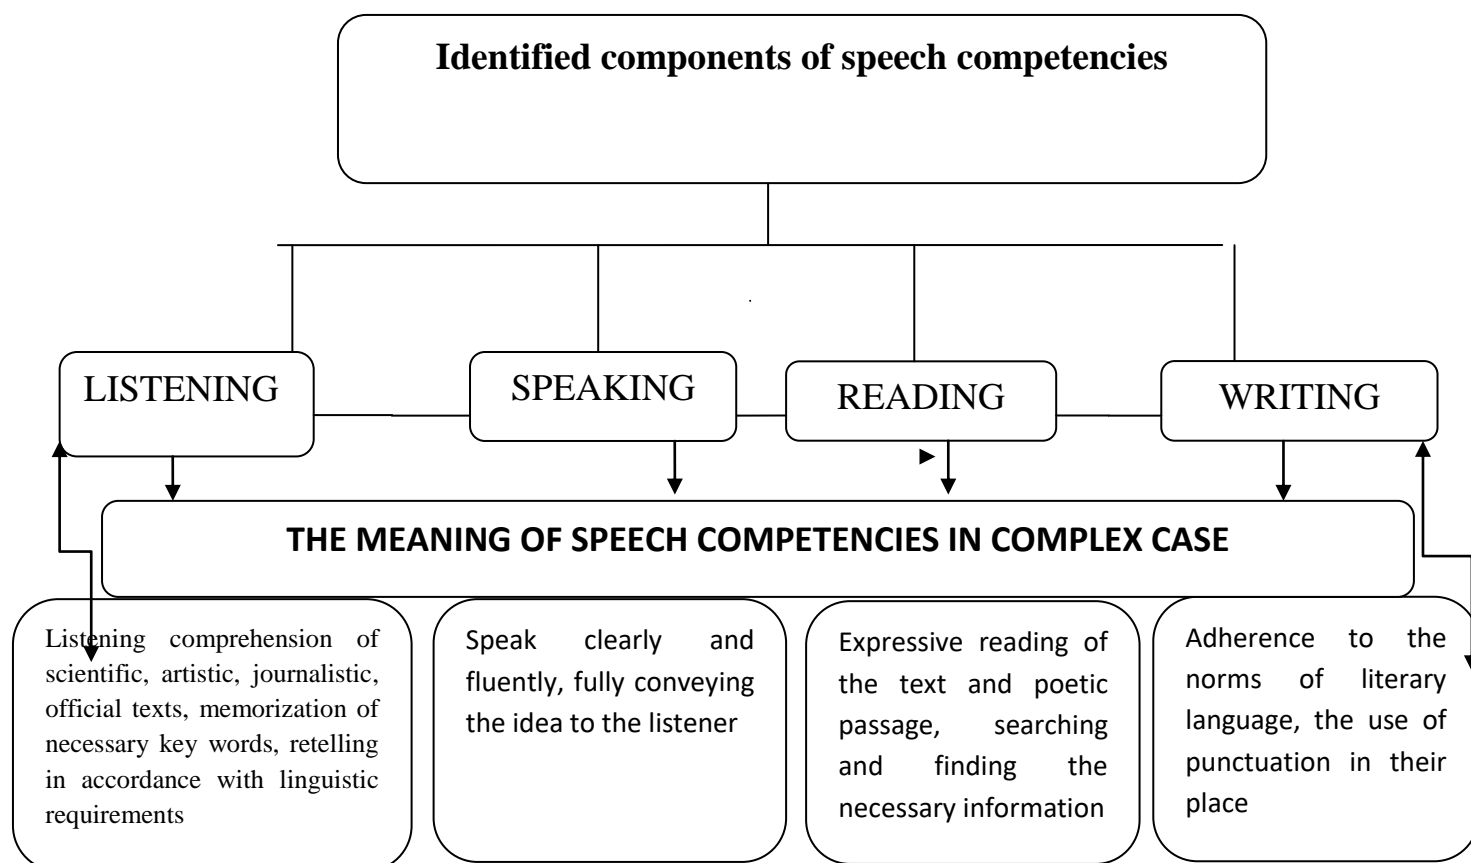 Identified components of speech competencies
LISTENING
SPEAKING
READING
WRITING
THE MEANING OF SPEECH COMPETENCIES IN COMPLEX CASE
Listening comprehension of
scientific, artistic, journalistic,
official texts, memorization of
necessary key words, retelling
in accordance with linguistic
requirements
Speak clearly and
fluently, fully conveying
the idea to the listener
Expressive reading of
the text and poetic
passage, searching
and finding the
necessary information
Adherence to the
norms of literary
language, the use of
punctuation in their
place